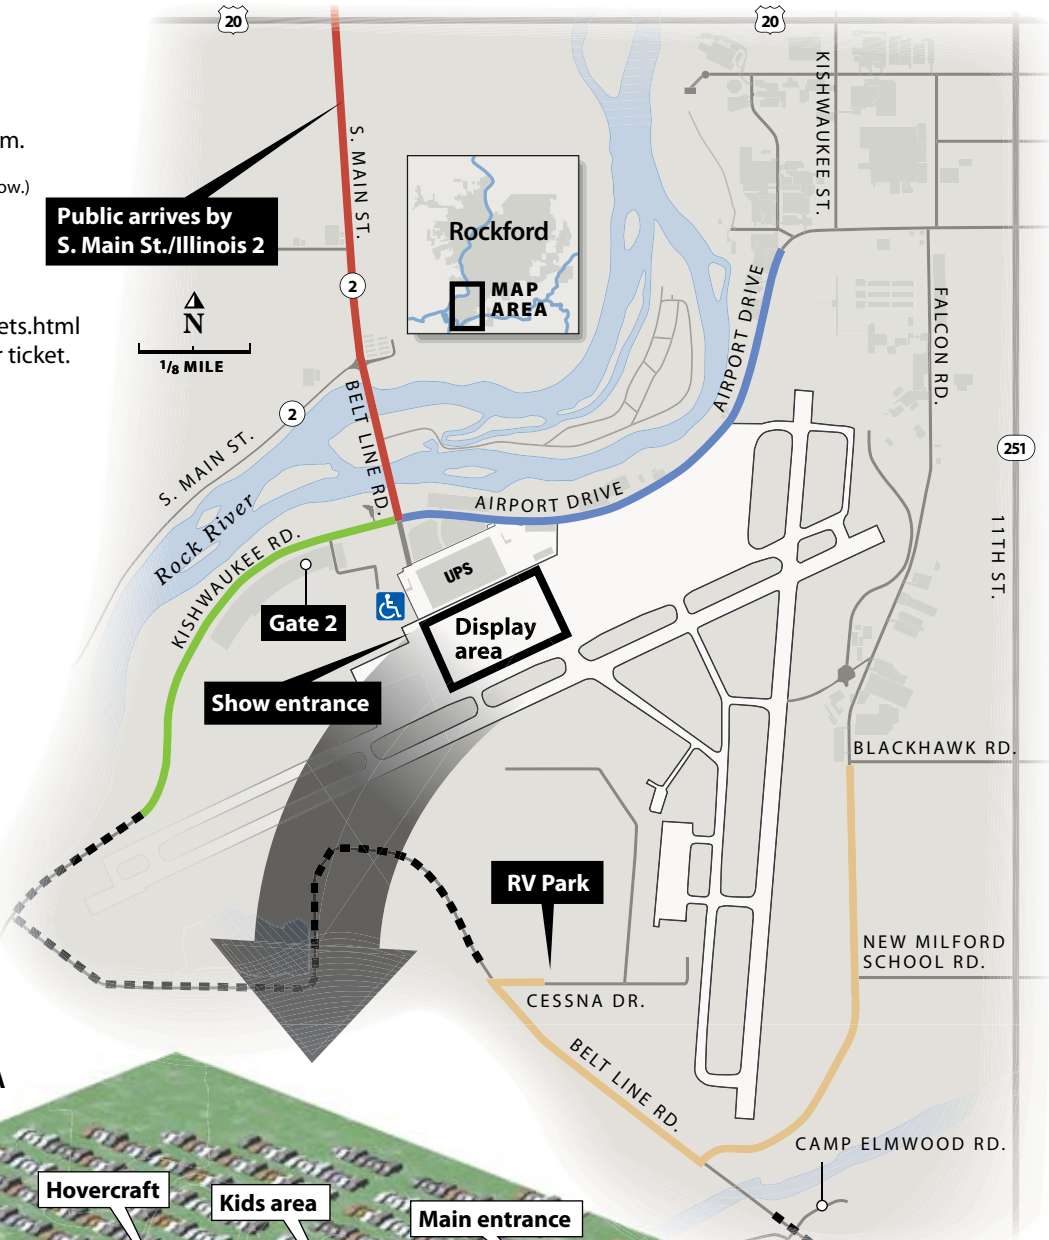 20
20
m.
ow.)
S. MAIN ST.
KISHWAUKEE ST.
Public arrives by
S. Main St./Illinois 2
Rockford
MAP
AREA
2
N
1/8 MILE
ets.html
r ticket.
AIRPORT DRIVE
FALCON RD.
BELT LINE RD.
2
S. MAIN ST.
251
Rock River
AIRPORT DRIVE
11TH ST.
KISHWAUKEE RD.
UPS
Gate 2
Display
area
Show entrance
BLACKHAWK RD.
RV Park
NEW MILFORD
SCHOOL RD.
CESSNA DR.
BELT LINE RD.
A
CAMP ELMWOOD RD.
Hovercraft
Kids area
Main entrance